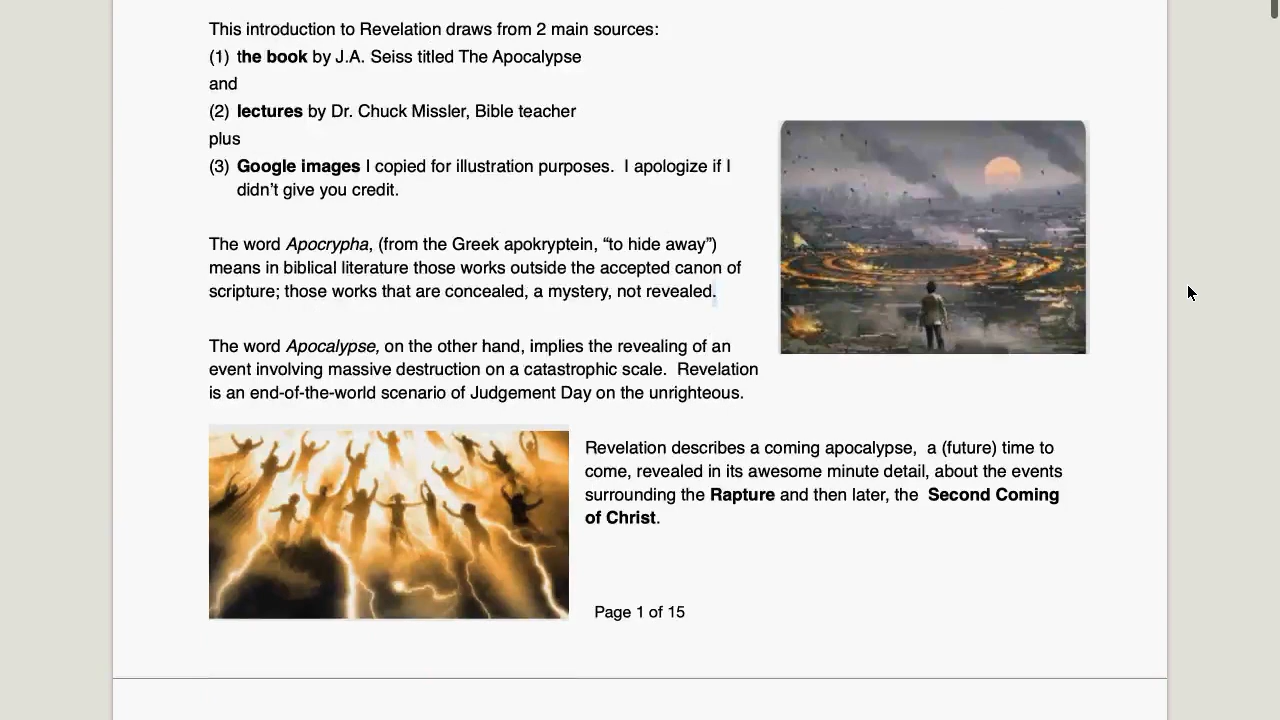 This introduction to Revelation draws from 2 main sources:
(1) the book by J.A. Seiss titled The Apocalypse
and
(2) lectures by Dr. Chuck Missler, Bible teacher
plus
(3) Google images I copied for illustration purposes.  I apologize if I
didn’t give you credit.
The word Apocrypha, (from the Greek apokryptein, “to hide away”)
means in biblical literature those works outside the accepted canon of
scripture; those works that are concealed, a mystery, not revealed.
The word Apocalypse, on the other hand, implies the revealing of an
event involving massive destruction on a catastrophic scale.  Revelation
is an end-of-the-world scenario of Judgement Day on the unrighteous.
Revelation describes a coming apocalypse,  a (future) time to
come, revealed in its awesome minute detail, about the events
surrounding the Rapture and then later, the  Second Coming
of Christ.
Page 1 of 15